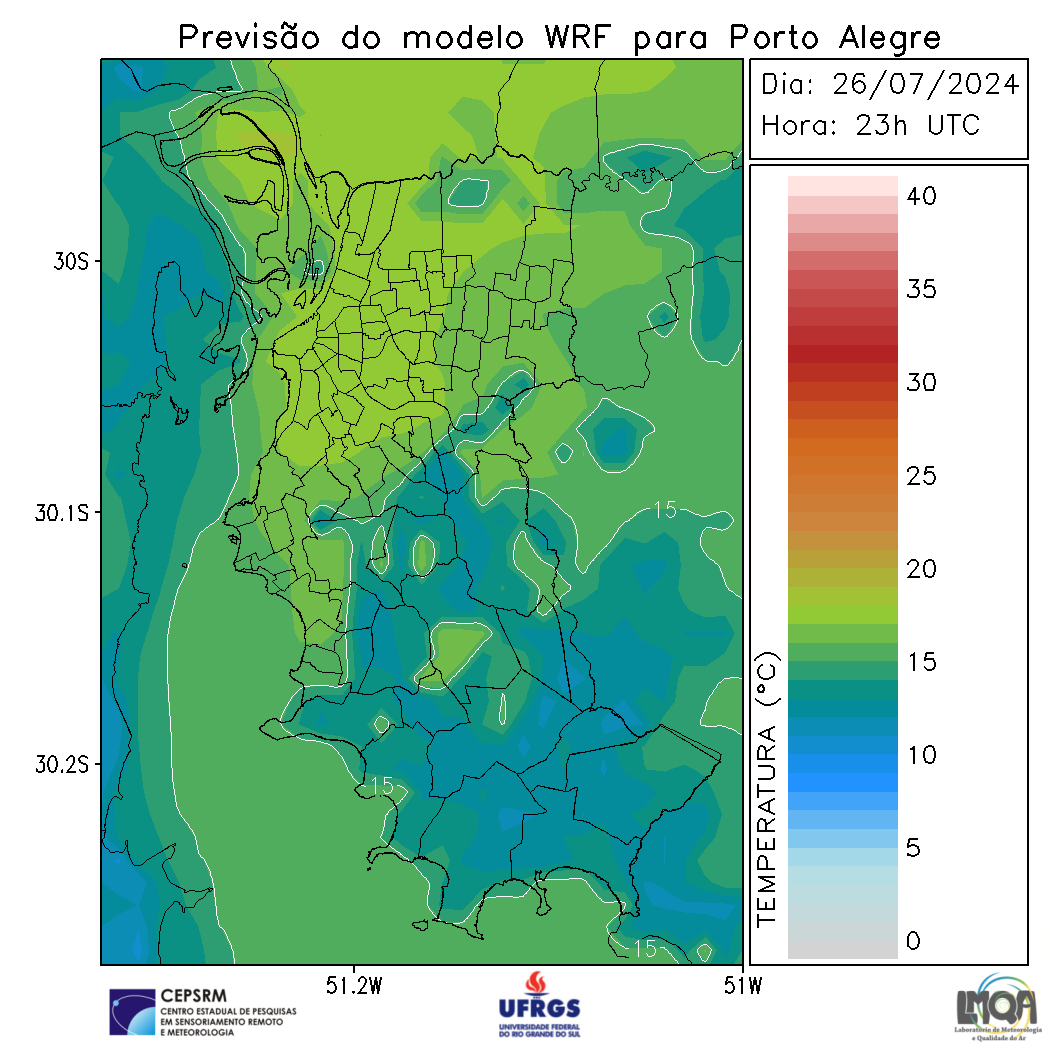 Previsão do modelo WRF para Porto Alegre
Dia: 26/07/2024
Hora: 23h UTC
40
35
30
25
20
15
10
5
0
TEMPERATURA (°C)
30S
30.1S
30.2S
51.2W
51W
15
15
15
CEPSRM
CENTRO ESTADUAL DE PESQUISAS
EM SENSORIAMENTO REMOTO
E METEOROLOGIA
UFRGS
UNIVERSIDADE FEDERAL
DO RIO GRANDE DO SUL
LMQA
Laboratório de Meteorologia
e Qualidade do Ar